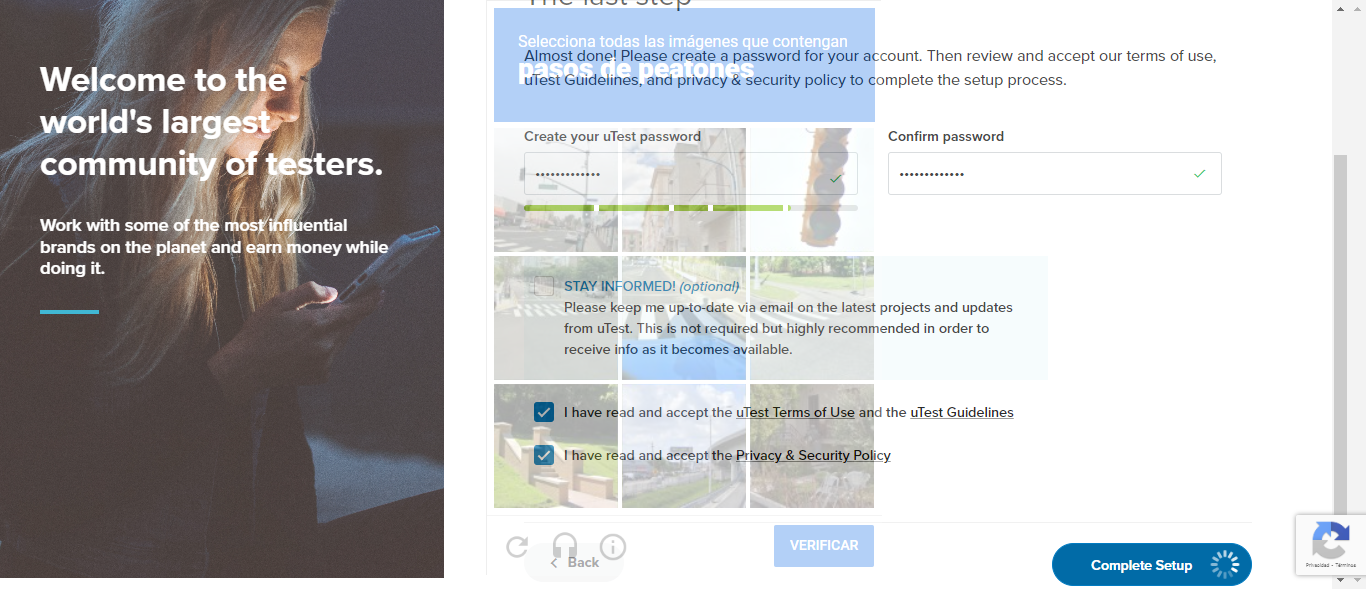 Welcome to the
world's largest
community of testers.
Work with some of the most influential
brands on the planet and earn money while
doing it.
The last step
Selecciona todas las imágenes que contengan
pasos de peatones
Almost done! Please create a password for your account. Then review and accept our terms of use,
uTest Guidelines, and privacy & security policy to complete the setup process.
Create your uTest password
Confirm password
STAY INFORMED! (optional)
Please keep me up-to-date via email on the latest projects and updates
from uTest. This is not required but highly recommended in order to
receive info as it becomes available.
I have read and accept the uTest Terms of Use and the uTest Guidelines
I have read and accept the Privacy & Security Policy
VERIFICAR
Back
Complete Setup
Privacidad - Términos